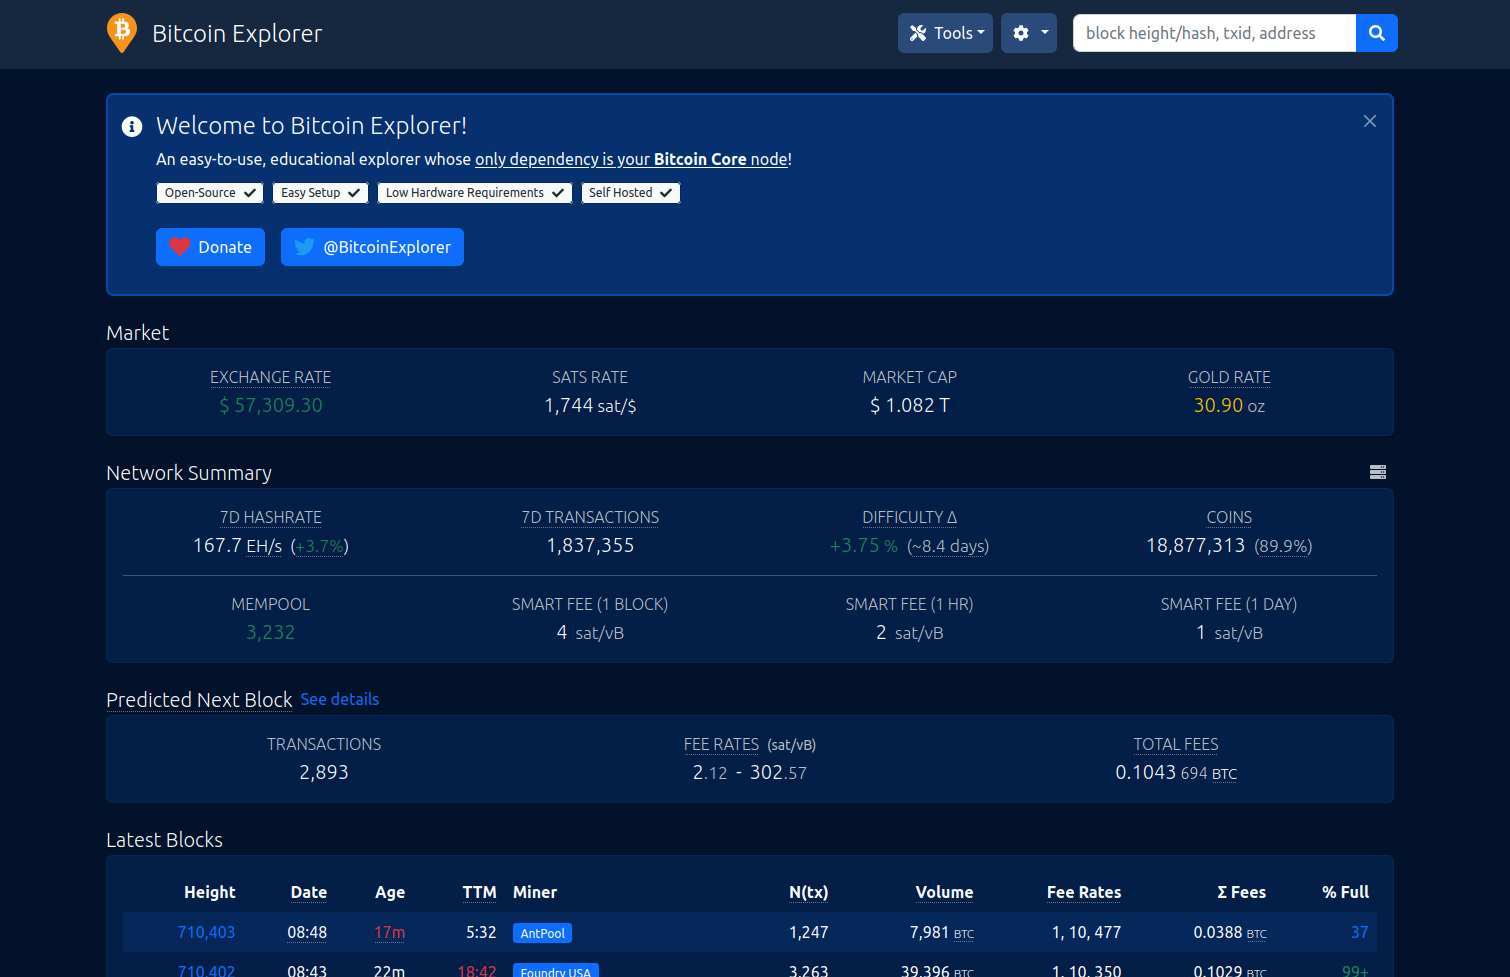 Bitcoin Explorer
Tools
block height/hash, txid, address
Welcome to Bitcoin Explorer!
An easy-to-use, educational explorer whose only dependency is your Bitcoin Core node!
Open-Source Easy Setup Low Hardware Requirements Self Hosted
Donate @BitcoinExplorer
Market
EXCHANGE RATE SATS RATE MARKET CAP GOLD RATE
$ 57,309.30 1,744 sat/$ $ 1.082 T 30.90 oz
Network Summary
7D HASHRATE 7D TRANSACTIONS DIFFICULTY Δ COINS
167.7 EH/s (+3.7%) 1,837,355 +3.75 % (~8.4 days) 18,877,313 (89.9%)
MEMPOOL SMART FEE (1 BLOCK) SMART FEE (1 HR) SMART FEE (1 DAY)
3,232 4 sat/vB 2 sat/vB 1 sat/vB
Predicted Next Block See details
TRANSACTIONS FEE RATES (sat/vB) TOTAL FEES
2,893 2.12 - 302.57 0.1043 694 BTC
Latest Blocks
Height Date Age TTM Miner N(tx) Volume Fee Rates Σ Fees % Full
710,403 08:48 17m 5:32 AntPool 1,247 7,981 BTC 1, 10, 477 0.0388 BTC 37
710,402 08:43 22m 18:42 Foundry USA 3,263 39,396 BTC 1, 10, 350 0.1029 BTC 99+